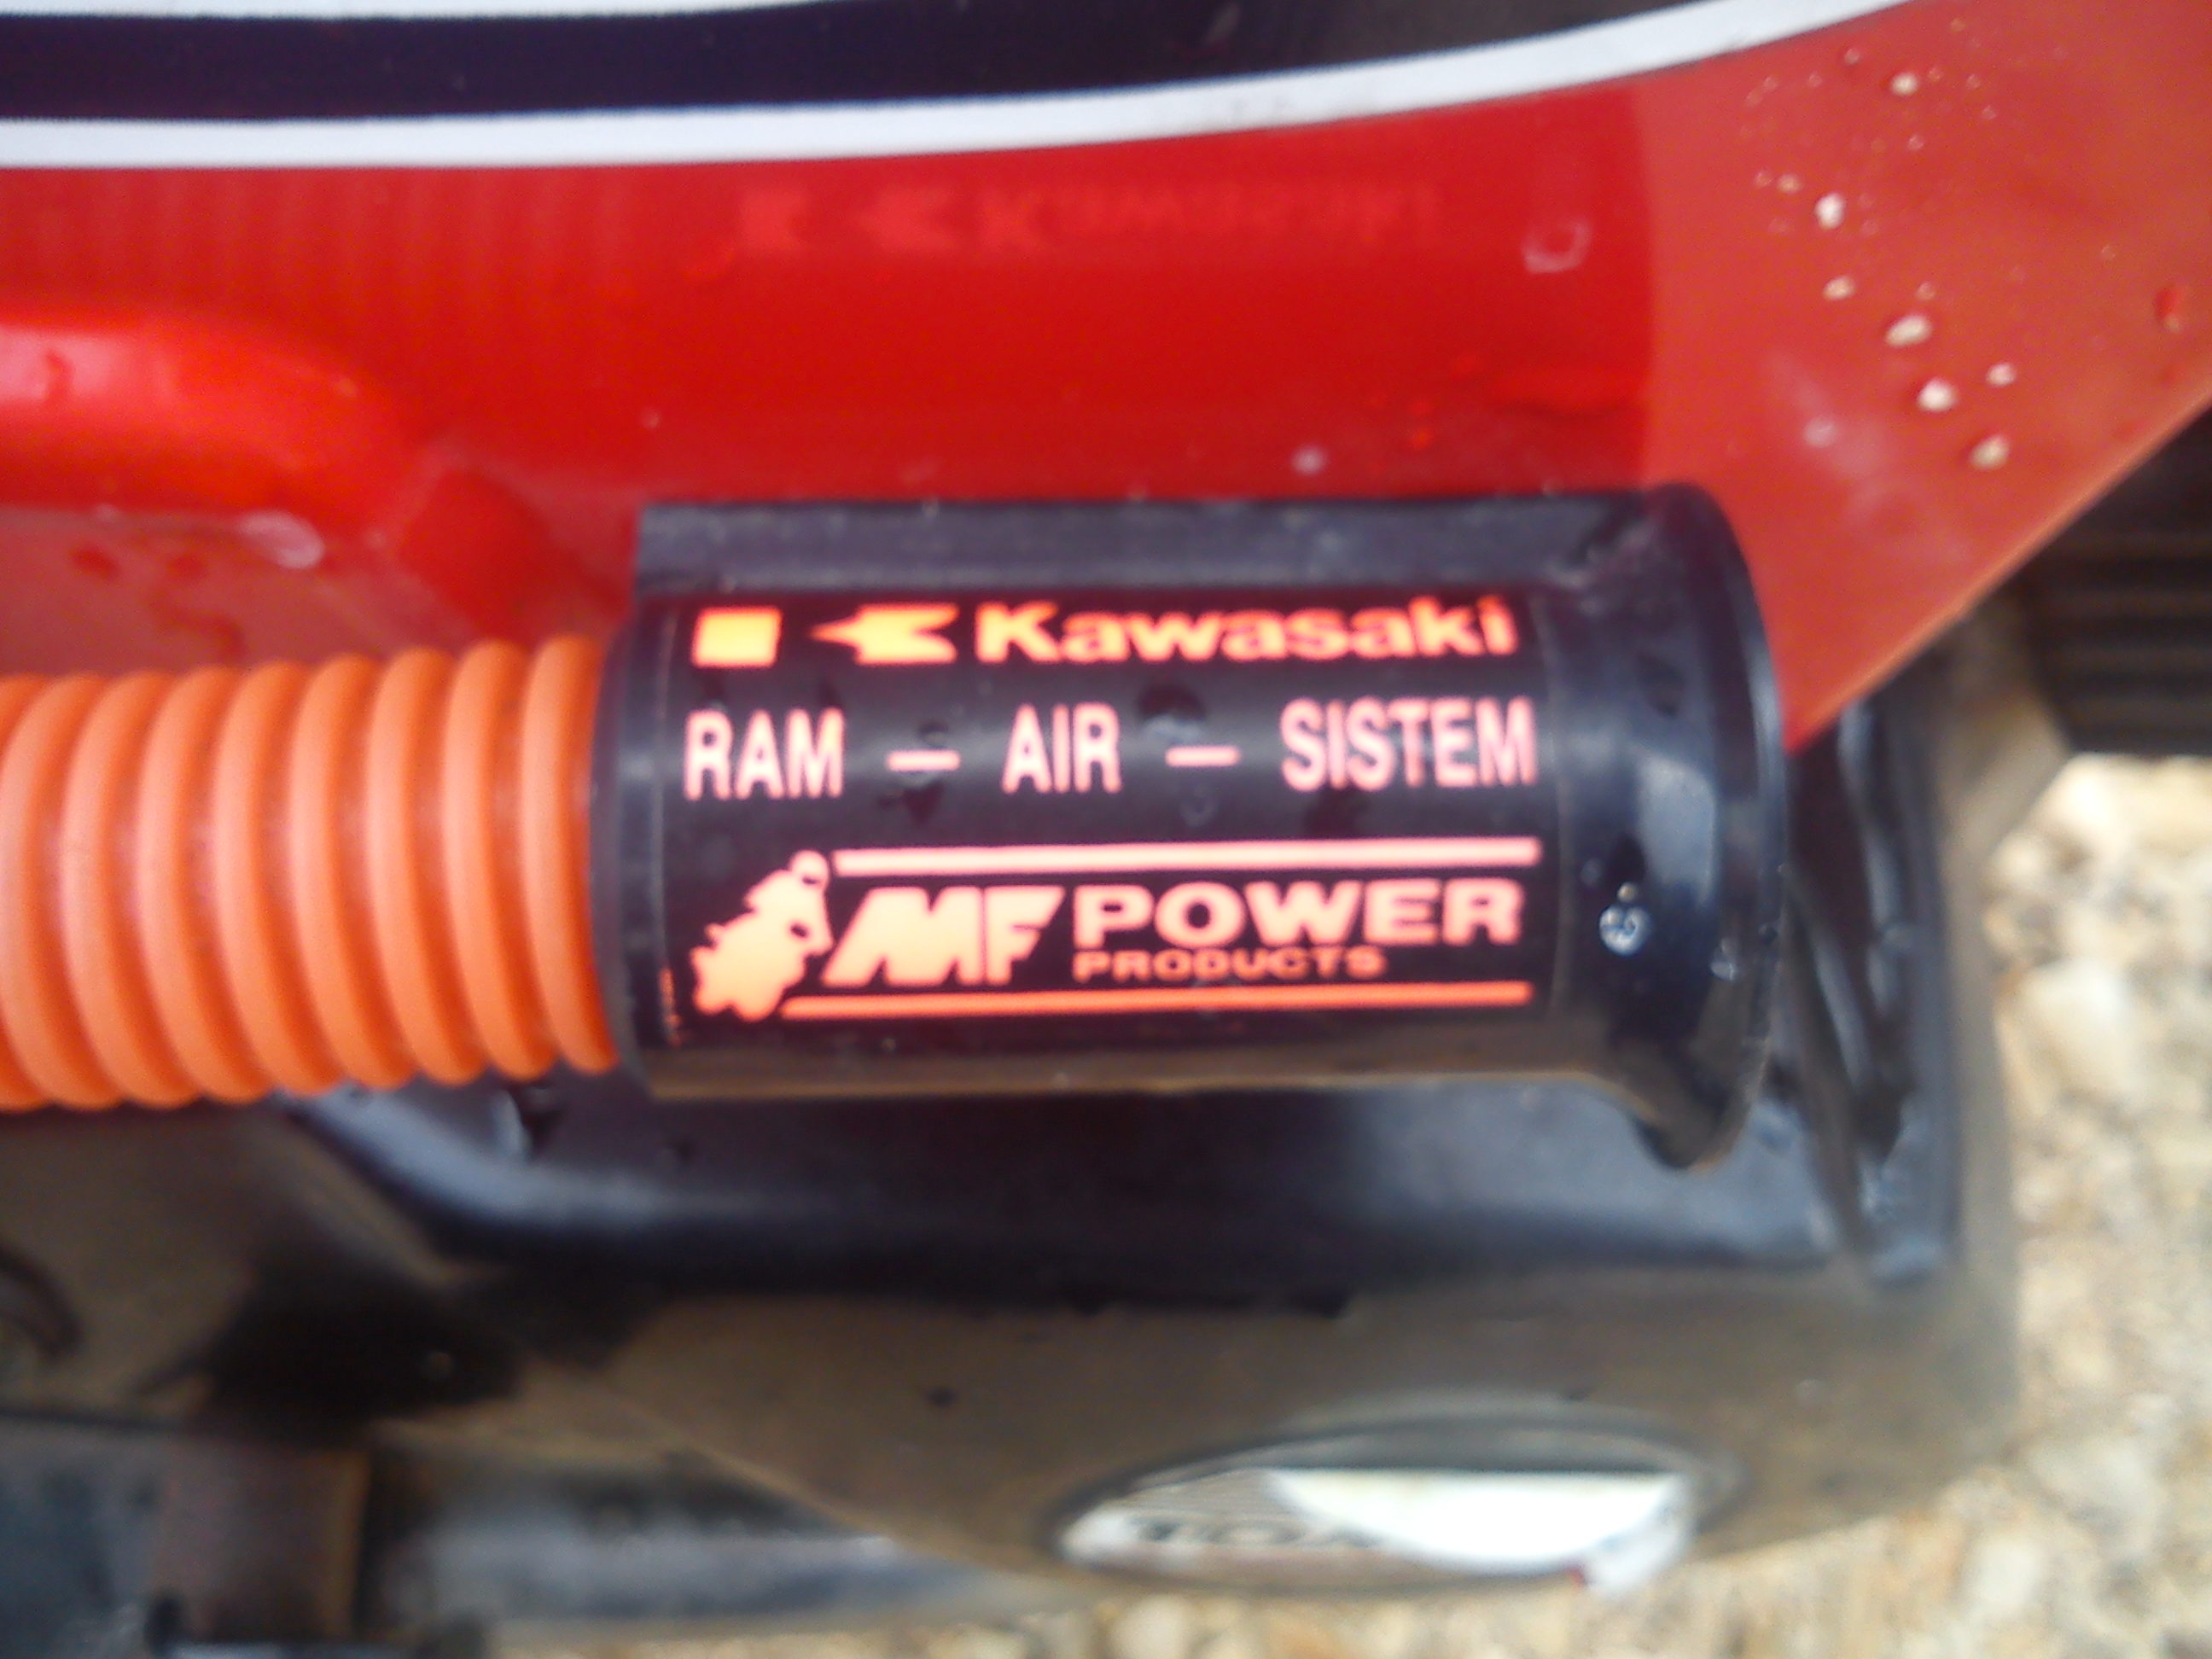 Kawasaki
RAM — AIR — SISTEM
MF POWER
PRODUCTS